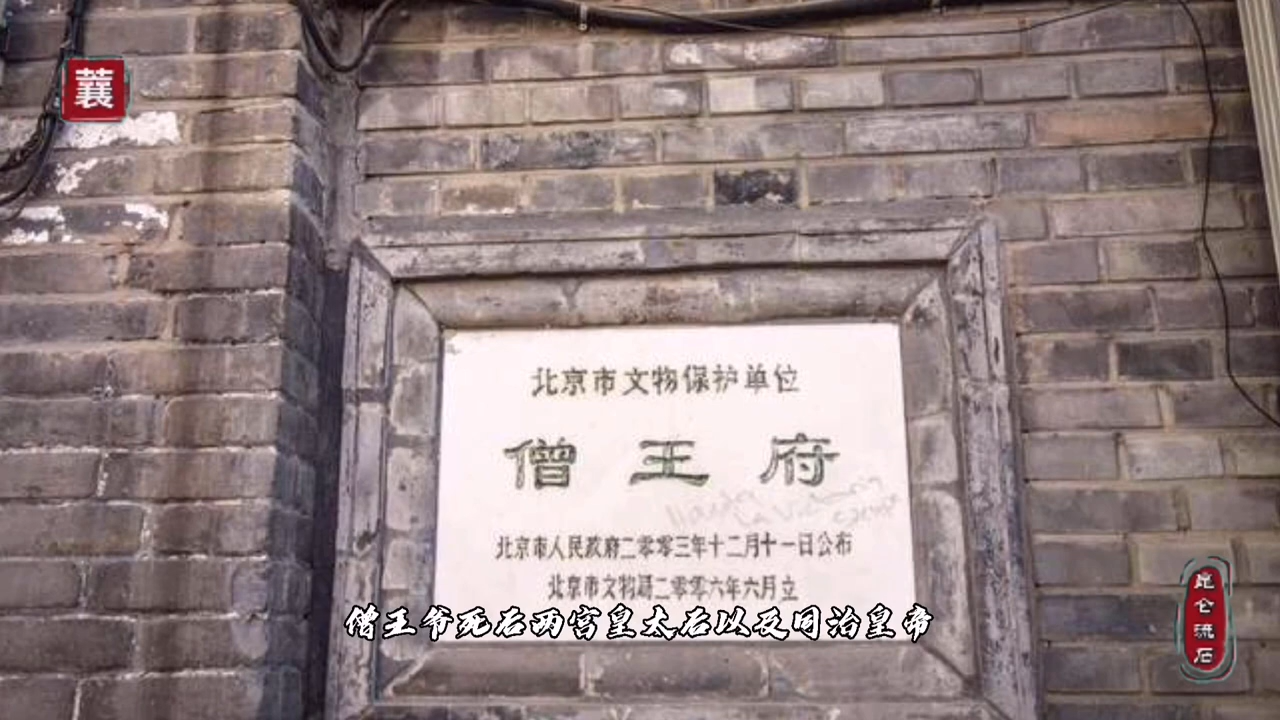 北京市文物保护单位
僧王府
北京市人民政府二零零三年十二月十一日公布
北京市文物局二零零六年六月立
僧王爷死后两宫皇太后以及同治皇帝
昆仑流石